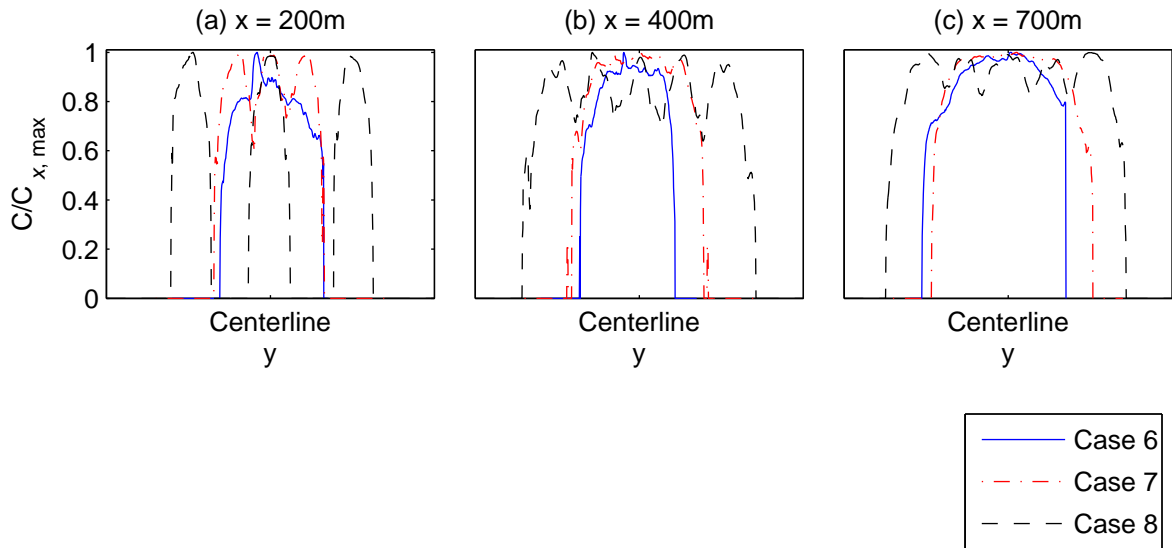 (a) x = 200m
(b) x = 400m
(c) x = 700m
1
0.8
0.6
0.4
0.2
0
C/C x, max
Centerline
y
Centerline
y
Centerline
y
Case 6
Case 7
Case 8